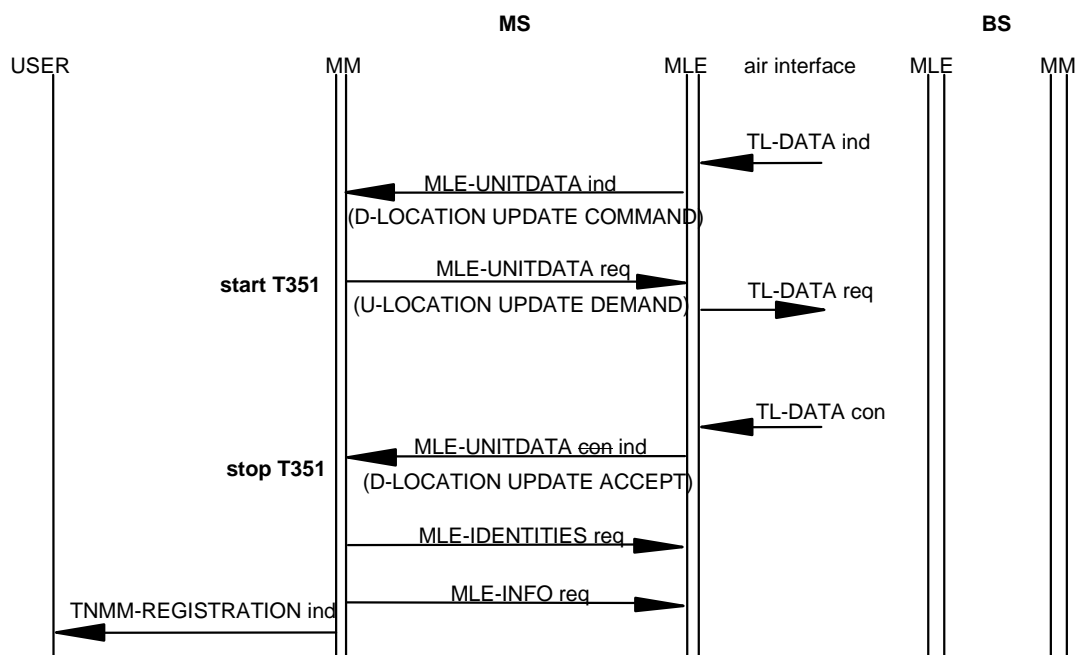 MS BS
USER MM MLE air interface MLE MM
TL-DATA ind
MLE-UNITDATA ind
(D-LOCATION UPDATE COMMAND)
MLE-UNITDATA req
start T351
(U-LOCATION UPDATE DEMAND)
TL-DATA req
TL-DATA con
MLE-UNITDATA con ind
stop T351
(D-LOCATION UPDATE ACCEPT)
MLE-IDENTITIES req
MLE-INFO req
TNMM-REGISTRATION ind